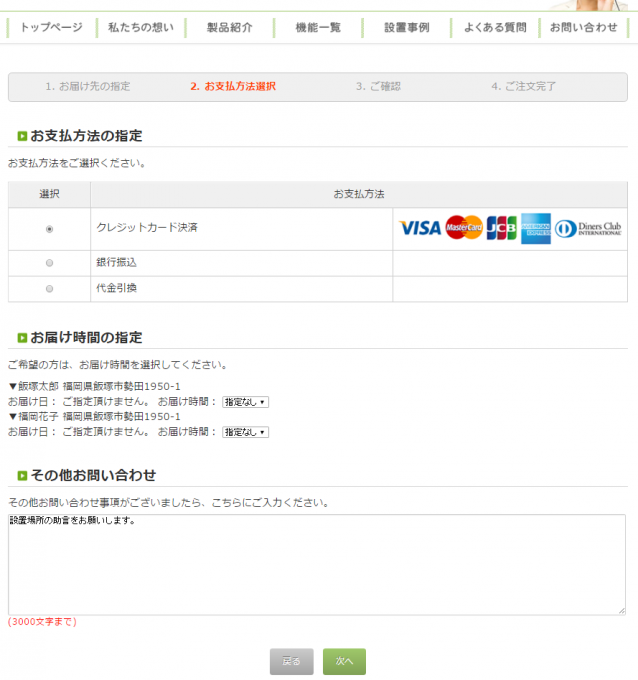 トップページ 私たちの想い 製品紹介 機能一覧 設置事例 よくある質問 お問い合わせ
1. お届け先の指定 2. お支払方法選択 3. ご確認 4. ご注文完了
お支払方法の指定
お支払方法をご選択ください。
選択 お支払方法
クレジットカード決済 VISA MasterCard JCB AMERICAN EXPRESS Diners Club INTERNATIONAL
銀行振込
代金引換
お届け時間の指定
ご希望の方は、お届け時間を選択してください。
▼飯塚太郎 福岡県飯塚市勢田1950-1
お届け日： ご指定頂けません。 お届け時間： 指定なし
▼福岡花子 福岡県飯塚市勢田1950-1
お届け日： ご指定頂けません。 お届け時間： 指定なし
その他お問い合わせ
その他お問い合わせ事項がございましたら、こちらにご入力ください。
設置場所の助言をお願いします。
(3000文字まで)
戻る 次へ